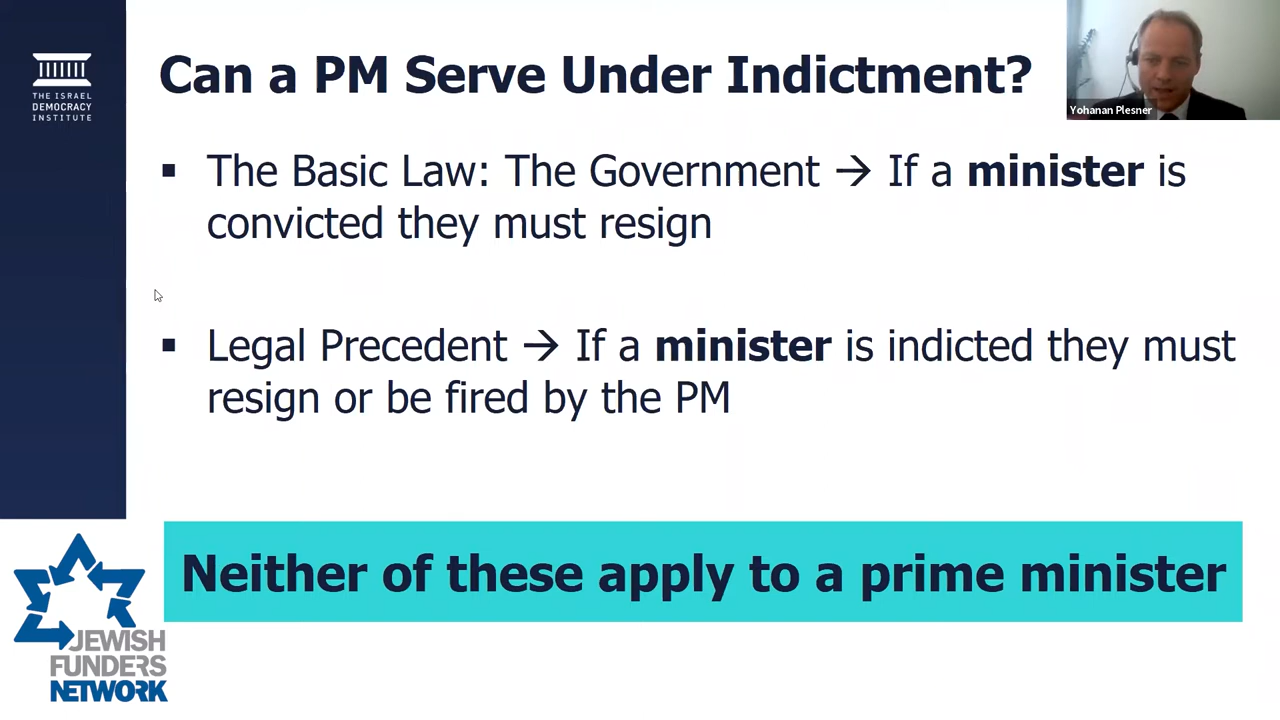 THE ISRAEL
DEMOCRACY
INSTITUTE
Can a PM Serve Under Indictment?
Yohanan Plesner
▪ The Basic Law: The Government → If a minister is
convicted they must resign
▪ Legal Precedent → If a minister is indicted they must
resign or be fired by the PM
Neither of these apply to a prime minister
JEWISH
FUNDERS
NETWORK